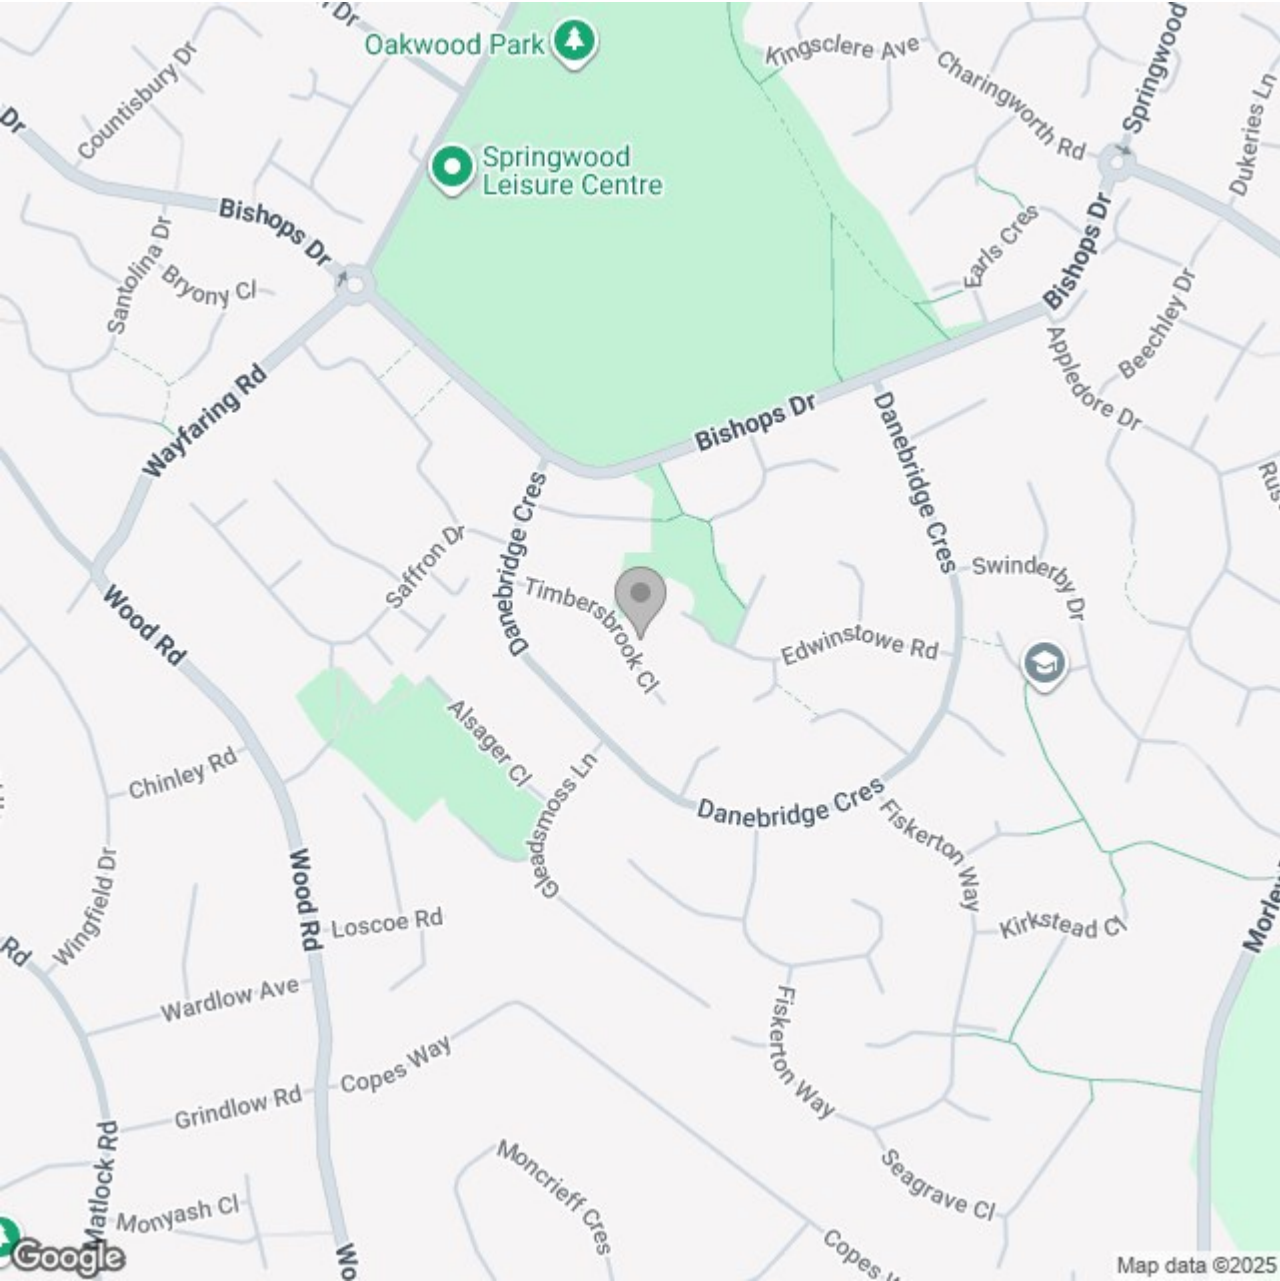 Dr
Oakwood Park
Kingsclere Ave
Springwood
Countisbury Dr
Charingworth Rd
Dukeries Ln
Dr
Springwood
Leisure Centre
Bishops Dr
Santolina Dr
Bryony Cl
Earls Cres
Bishops Dr
Beechley Dr
Appledore Dr
Wayfaring Rd
Bishops Dr
Danebridge Cres
Danebridge Cres
Saffron Dr
Timbersbrook Cl
Swinderby Dr
Wood Rd
Edwinstowe Rd
Alsager Cl
Chinley Rd
Gleadsmoss Ln
Danebridge Cres
Fiskerton Way
Wingfield Dr
Wood Rd
Loscoe Rd
Kirkstead Cl
Morley
Rd
Wardlow Ave
Fiskerton Way
Copes Way
Grindlow Rd
Matlock Rd
Moncrieff Cres
Seagrave Cl
Monyash Cl
Copes W
Wo
Google
Map data ©2025